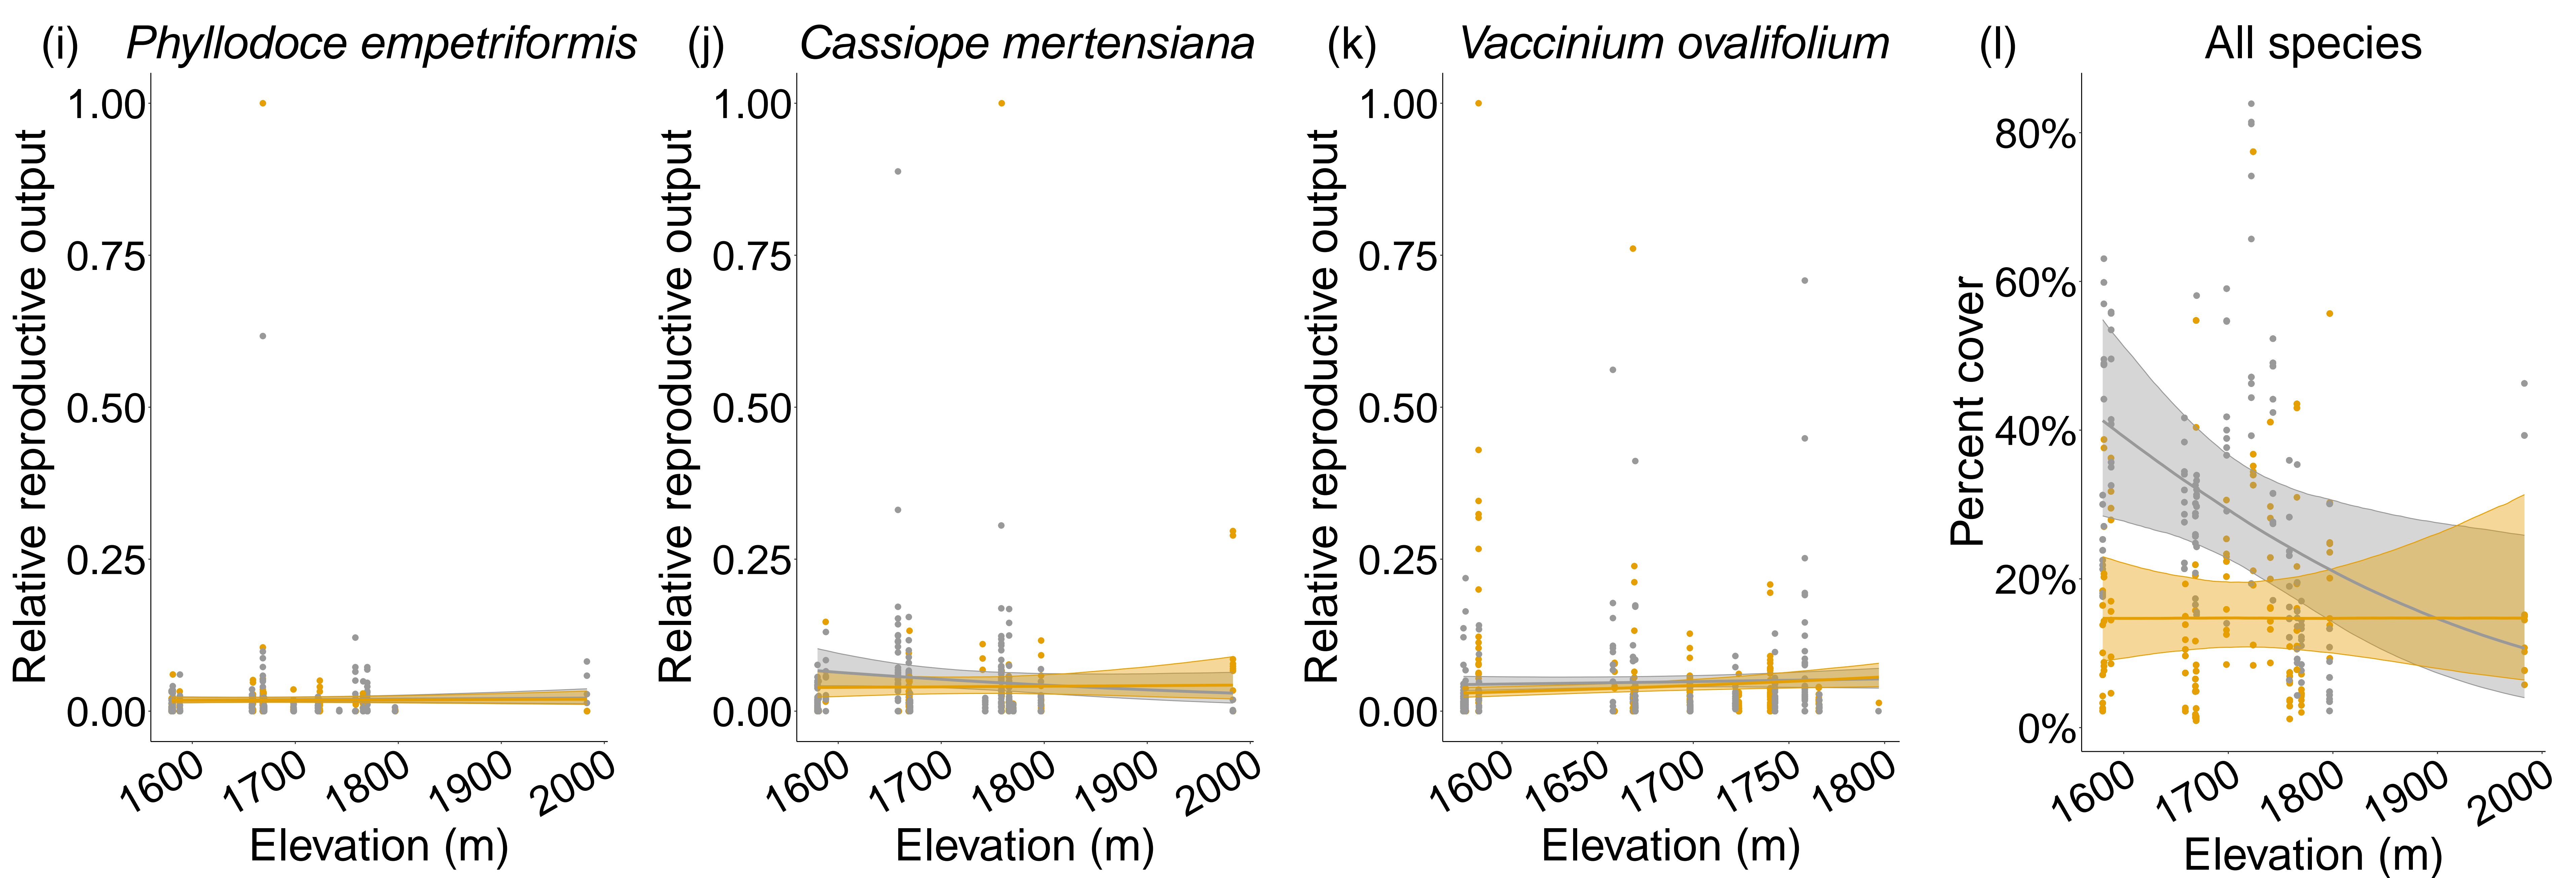 (i) Phyllodoce empetriformis
Relative reproductive output
1.00
0.75
0.50
0.25
0.00
1600 1700 1800 1900 2000
Elevation (m)
(j) Cassiope mertensiana
Relative reproductive output
1.00
0.75
0.50
0.25
0.00
1600 1700 1800 1900 2000
Elevation (m)
(k) Vaccinium ovalifolium
Relative reproductive output
1.00
0.75
0.50
0.25
0.00
1600 1650 1700 1750 1800
Elevation (m)
(l) All species
Percent cover
80%
60%
40%
20%
0%
1600 1700 1800 1900 2000
Elevation (m)